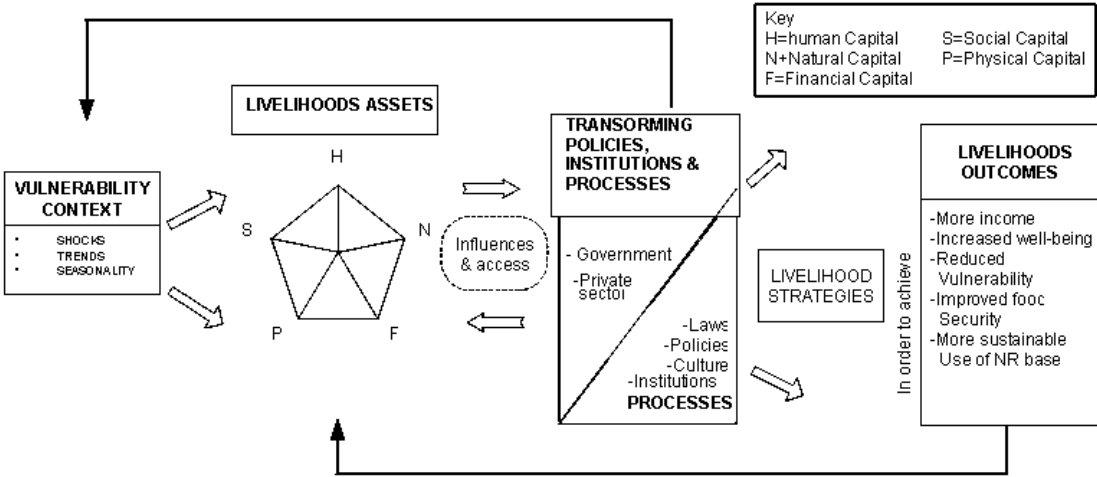 Key
H=human Capital S=Social Capital
N+Natural Capital P=Physical Capital
F=Financial Capital
LIVELIHOODS ASSETS
H
S
N
P
F
VULNERABILITY
CONTEXT
• SHOCKS
• TRENDS
• SEASONALITY
Influences
& access
TRANSORMING
POLICIES,
INSTITUTIONS &
PROCESSES
- Government
-Private
sector
-Laws
-Policies
-Culture
-Institutions
PROCESSES
LIVELIHOOD
STRATEGIES
In order to achieve
LIVELIHOODS
OUTCOMES
-More income
-Increased well-being
-Reduced
Vulnerability
-Improved fooc
Security
-More sustainable
Use of NR base